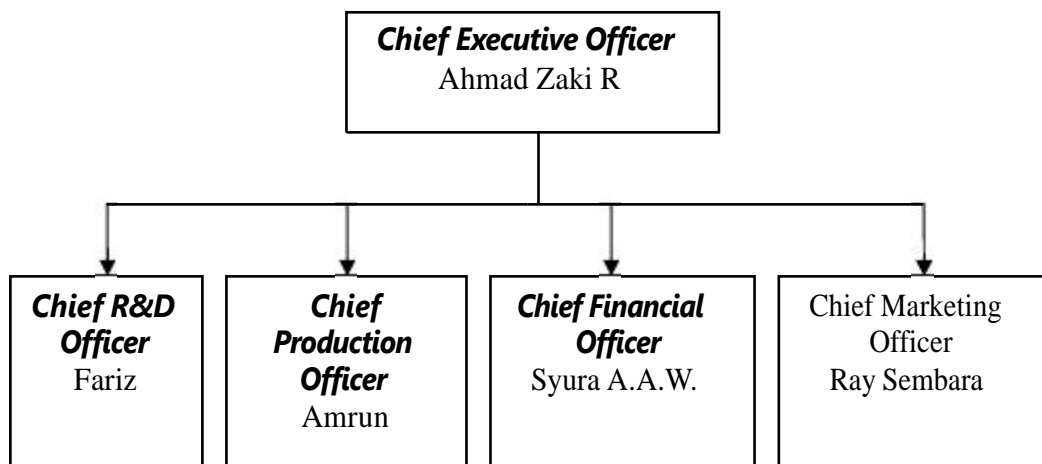 Chief Executive Officer
Ahmad Zaki R
Chief R&D
Officer
Fariz
Chief
Production
Officer
Amrun
Chief Financial
Officer
Syura A.A.W.
Chief Marketing
Officer
Ray Sembara